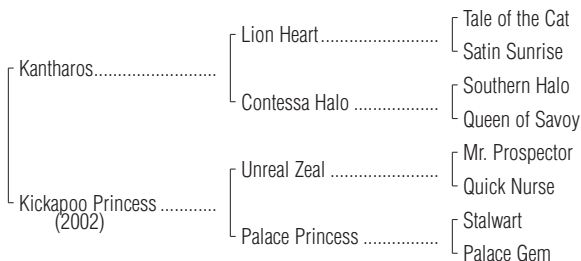 Tale of the Cat
Lion Heart..............................
Satin Sunrise
Kantharos...............................
Southern Halo
Contessa Halo .....................
Queen of Savoy
Mr. Prospector
Unreal Zeal ...........................
Quick Nurse
Kickapoo Princess ..............
(2002)
Stalwart
Palace Princess ...................
Palace Gem